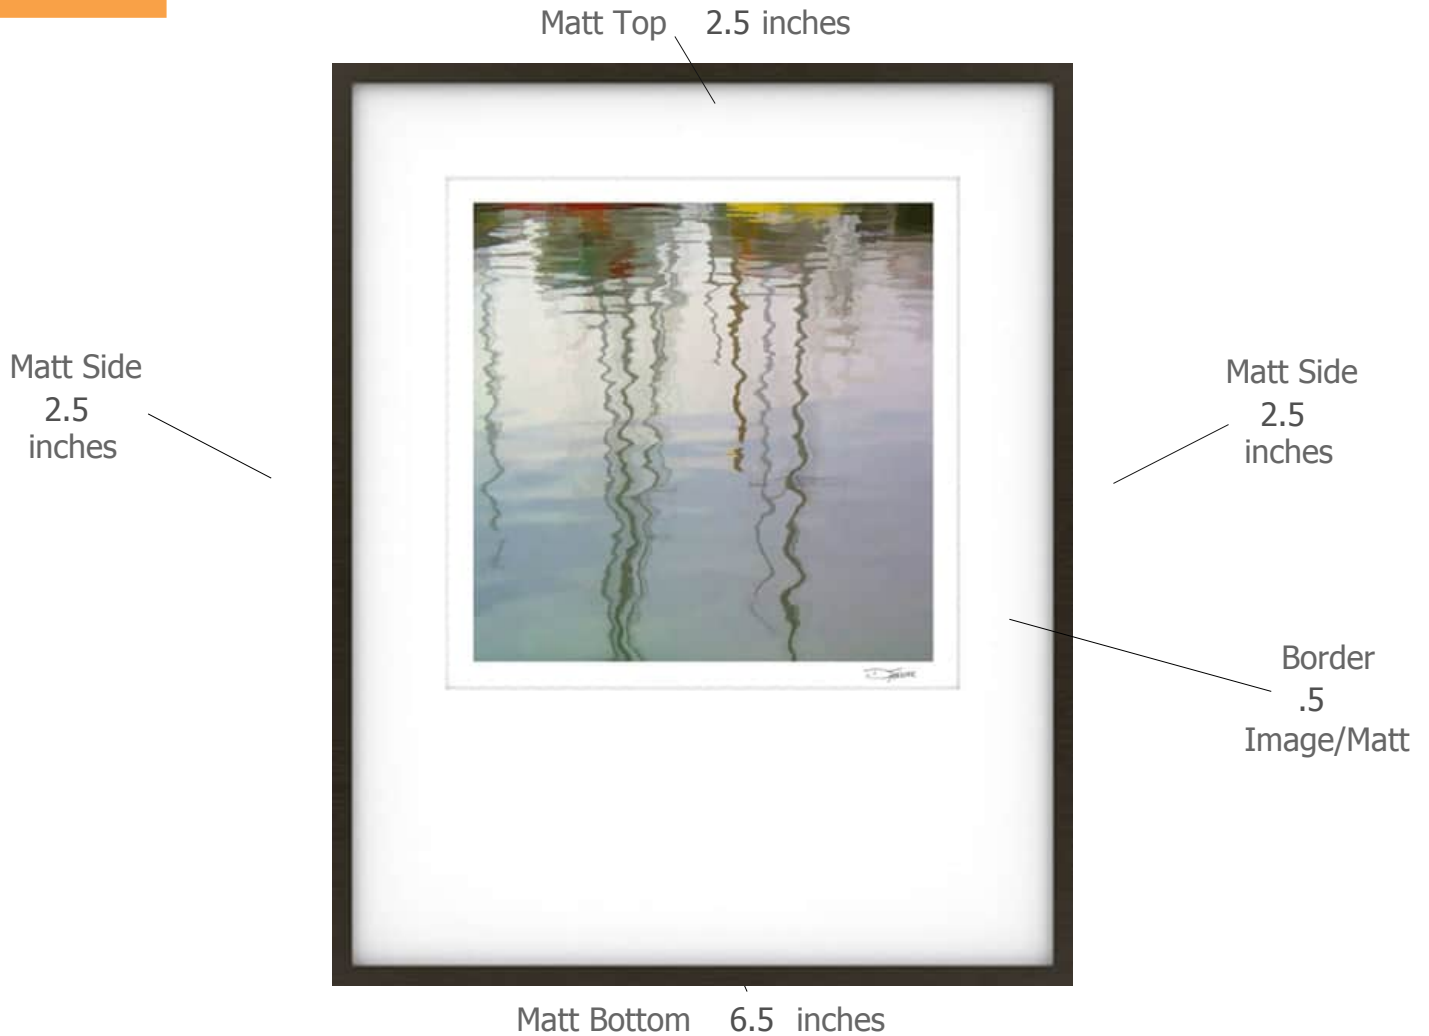 Matt Top 2.5 inches
Matt Side
2.5
inches
Matt Side
2.5
inches
Border
.5
Image/Matt
Matt Bottom 6.5 inches